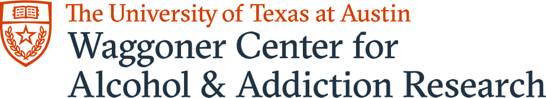 The University of Texas at Austin
Waggoner Center for
Alcohol & Addiction Research